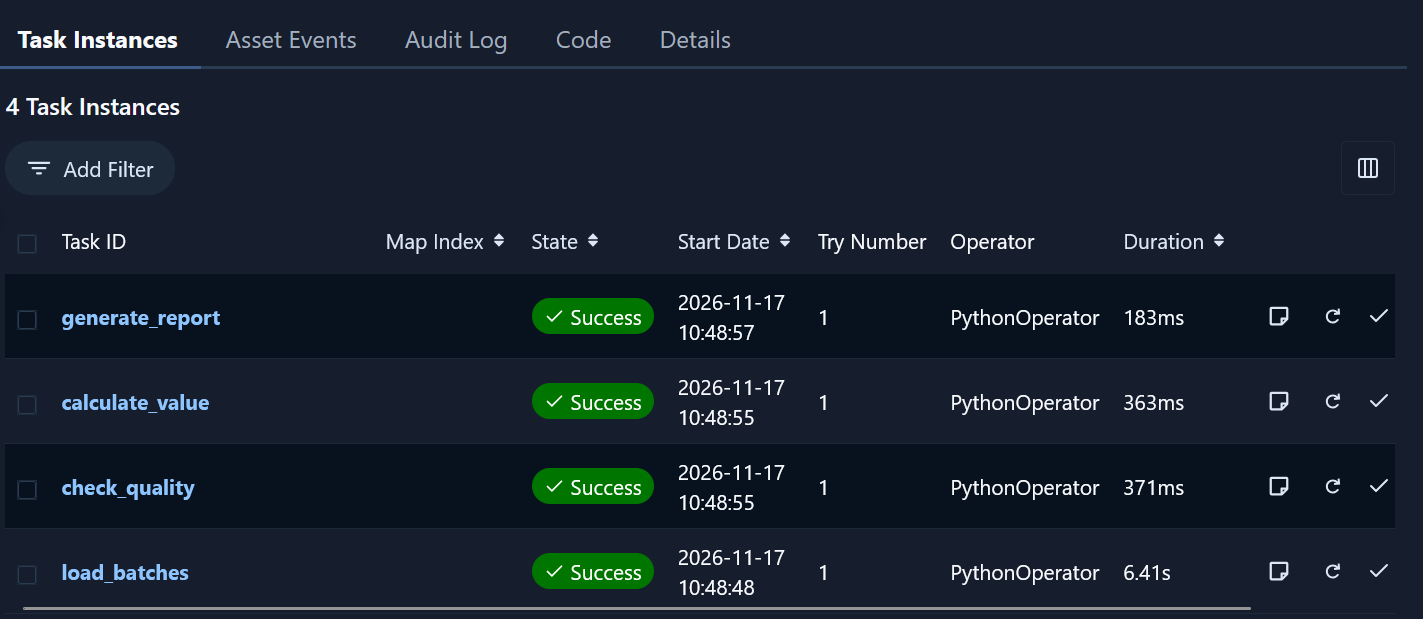 Task Instances Asset Events Audit Log Code Details
4 Task Instances
Add Filter
Task ID Map Index State Start Date Try Number Operator Duration
generate_report Success 2026-11-17 10:48:57 1 PythonOperator 183ms
calculate_value Success 2026-11-17 10:48:55 1 PythonOperator 363ms
check_quality Success 2026-11-17 10:48:55 1 PythonOperator 371ms
load_batches Success 2026-11-17 10:48:48 1 PythonOperator 6.41s